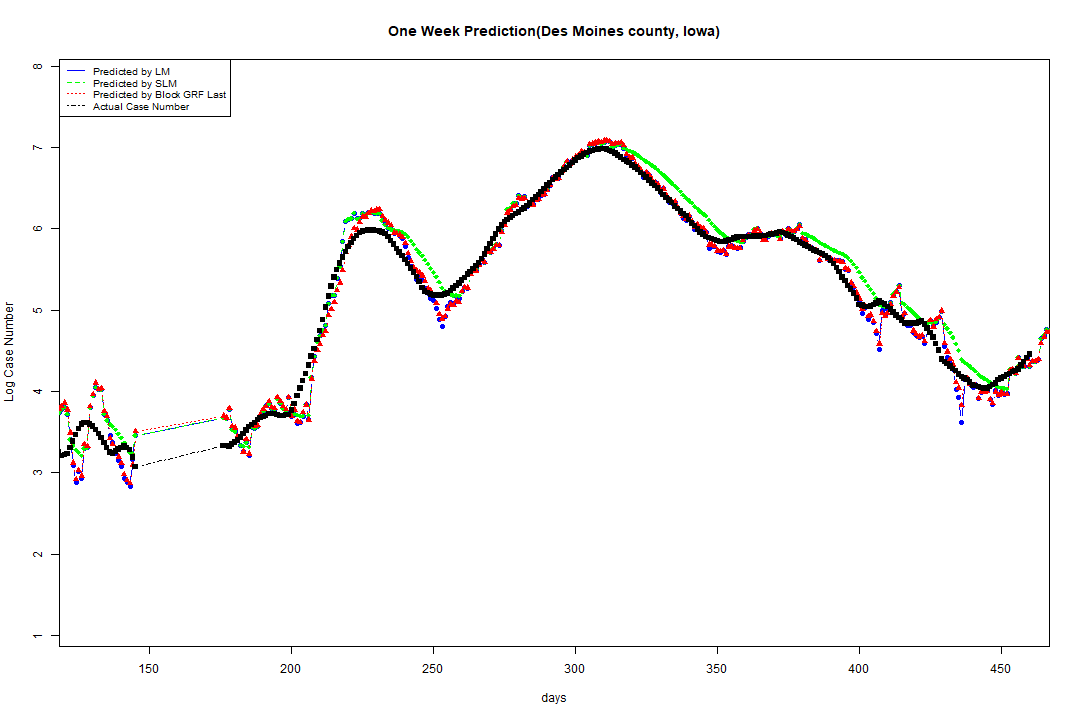 One Week Prediction(Des Moines county, Iowa)
Predicted by LM
Predicted by SLM
Predicted by Block GRF Last
Actual Case Number
8
7
6
5
4
3
2
1
Log Case Number
150 200 250 300 350 400 450
days